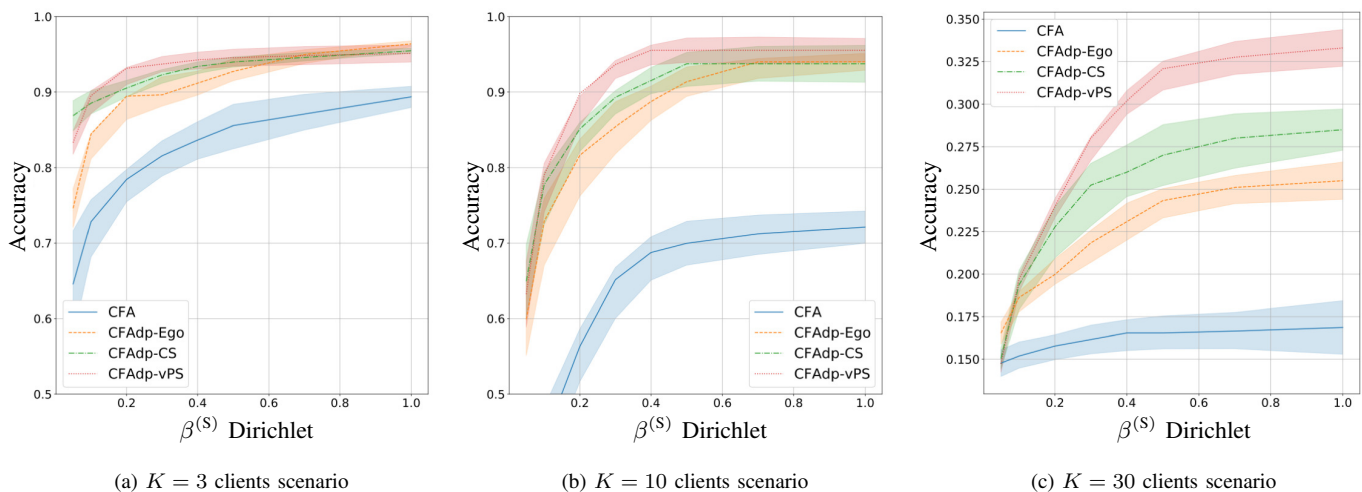 1.0
0.9
0.8
0.7
0.6
0.5
Accuracy
0.2
0.4
0.6
0.8
1.0
β^(S) Dirichlet
CFA
CFAdp-Ego
CFAdp-CS
CFAdp-vPS
(a) K = 3 clients scenario
1.0
0.9
0.8
0.7
0.6
0.5
Accuracy
0.2
0.4
0.6
0.8
1.0
β^(S) Dirichlet
CFA
CFAdp-Ego
CFAdp-CS
CFAdp-vPS
(b) K = 10 clients scenario
0.350
0.325
0.300
0.275
0.250
0.225
0.200
0.175
0.150
Accuracy
CFA
CFAdp-Ego
CFAdp-CS
CFAdp-vPS
0.2
0.4
0.6
0.8
1.0
β^(S) Dirichlet
(c) K = 30 clients scenario